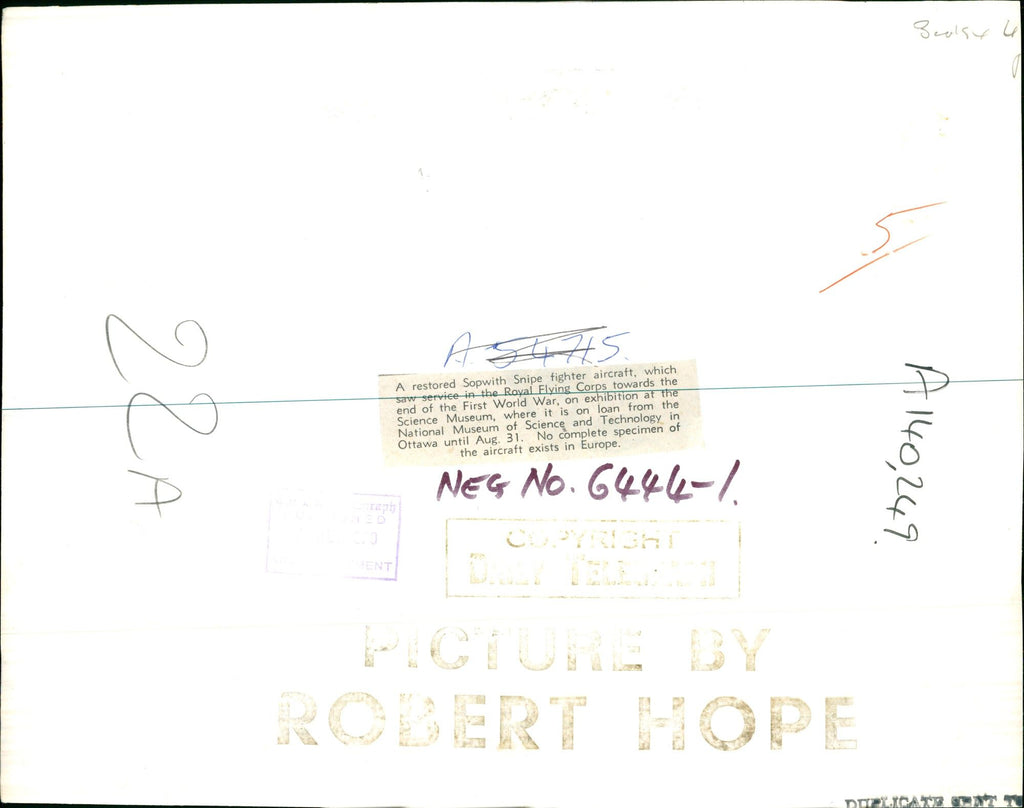 5
A 54715.
A restored Sopwith Snipe fighter aircraft, which
saw service in the Royal Flying Corps towards the
end of the First World War, on exhibition at the
Science Museum, where it is on loan from the
National Museum of Science and Technology in
Ottawa until Aug. 31. No complete specimen of
the aircraft exists in Europe.
22A
A140,249.
NEG NO. 6444-1.
COPYRIGHT
DAILY TELEGRAPH
PICTURE BY
ROBERT HOPE
DUPLICATE SENT